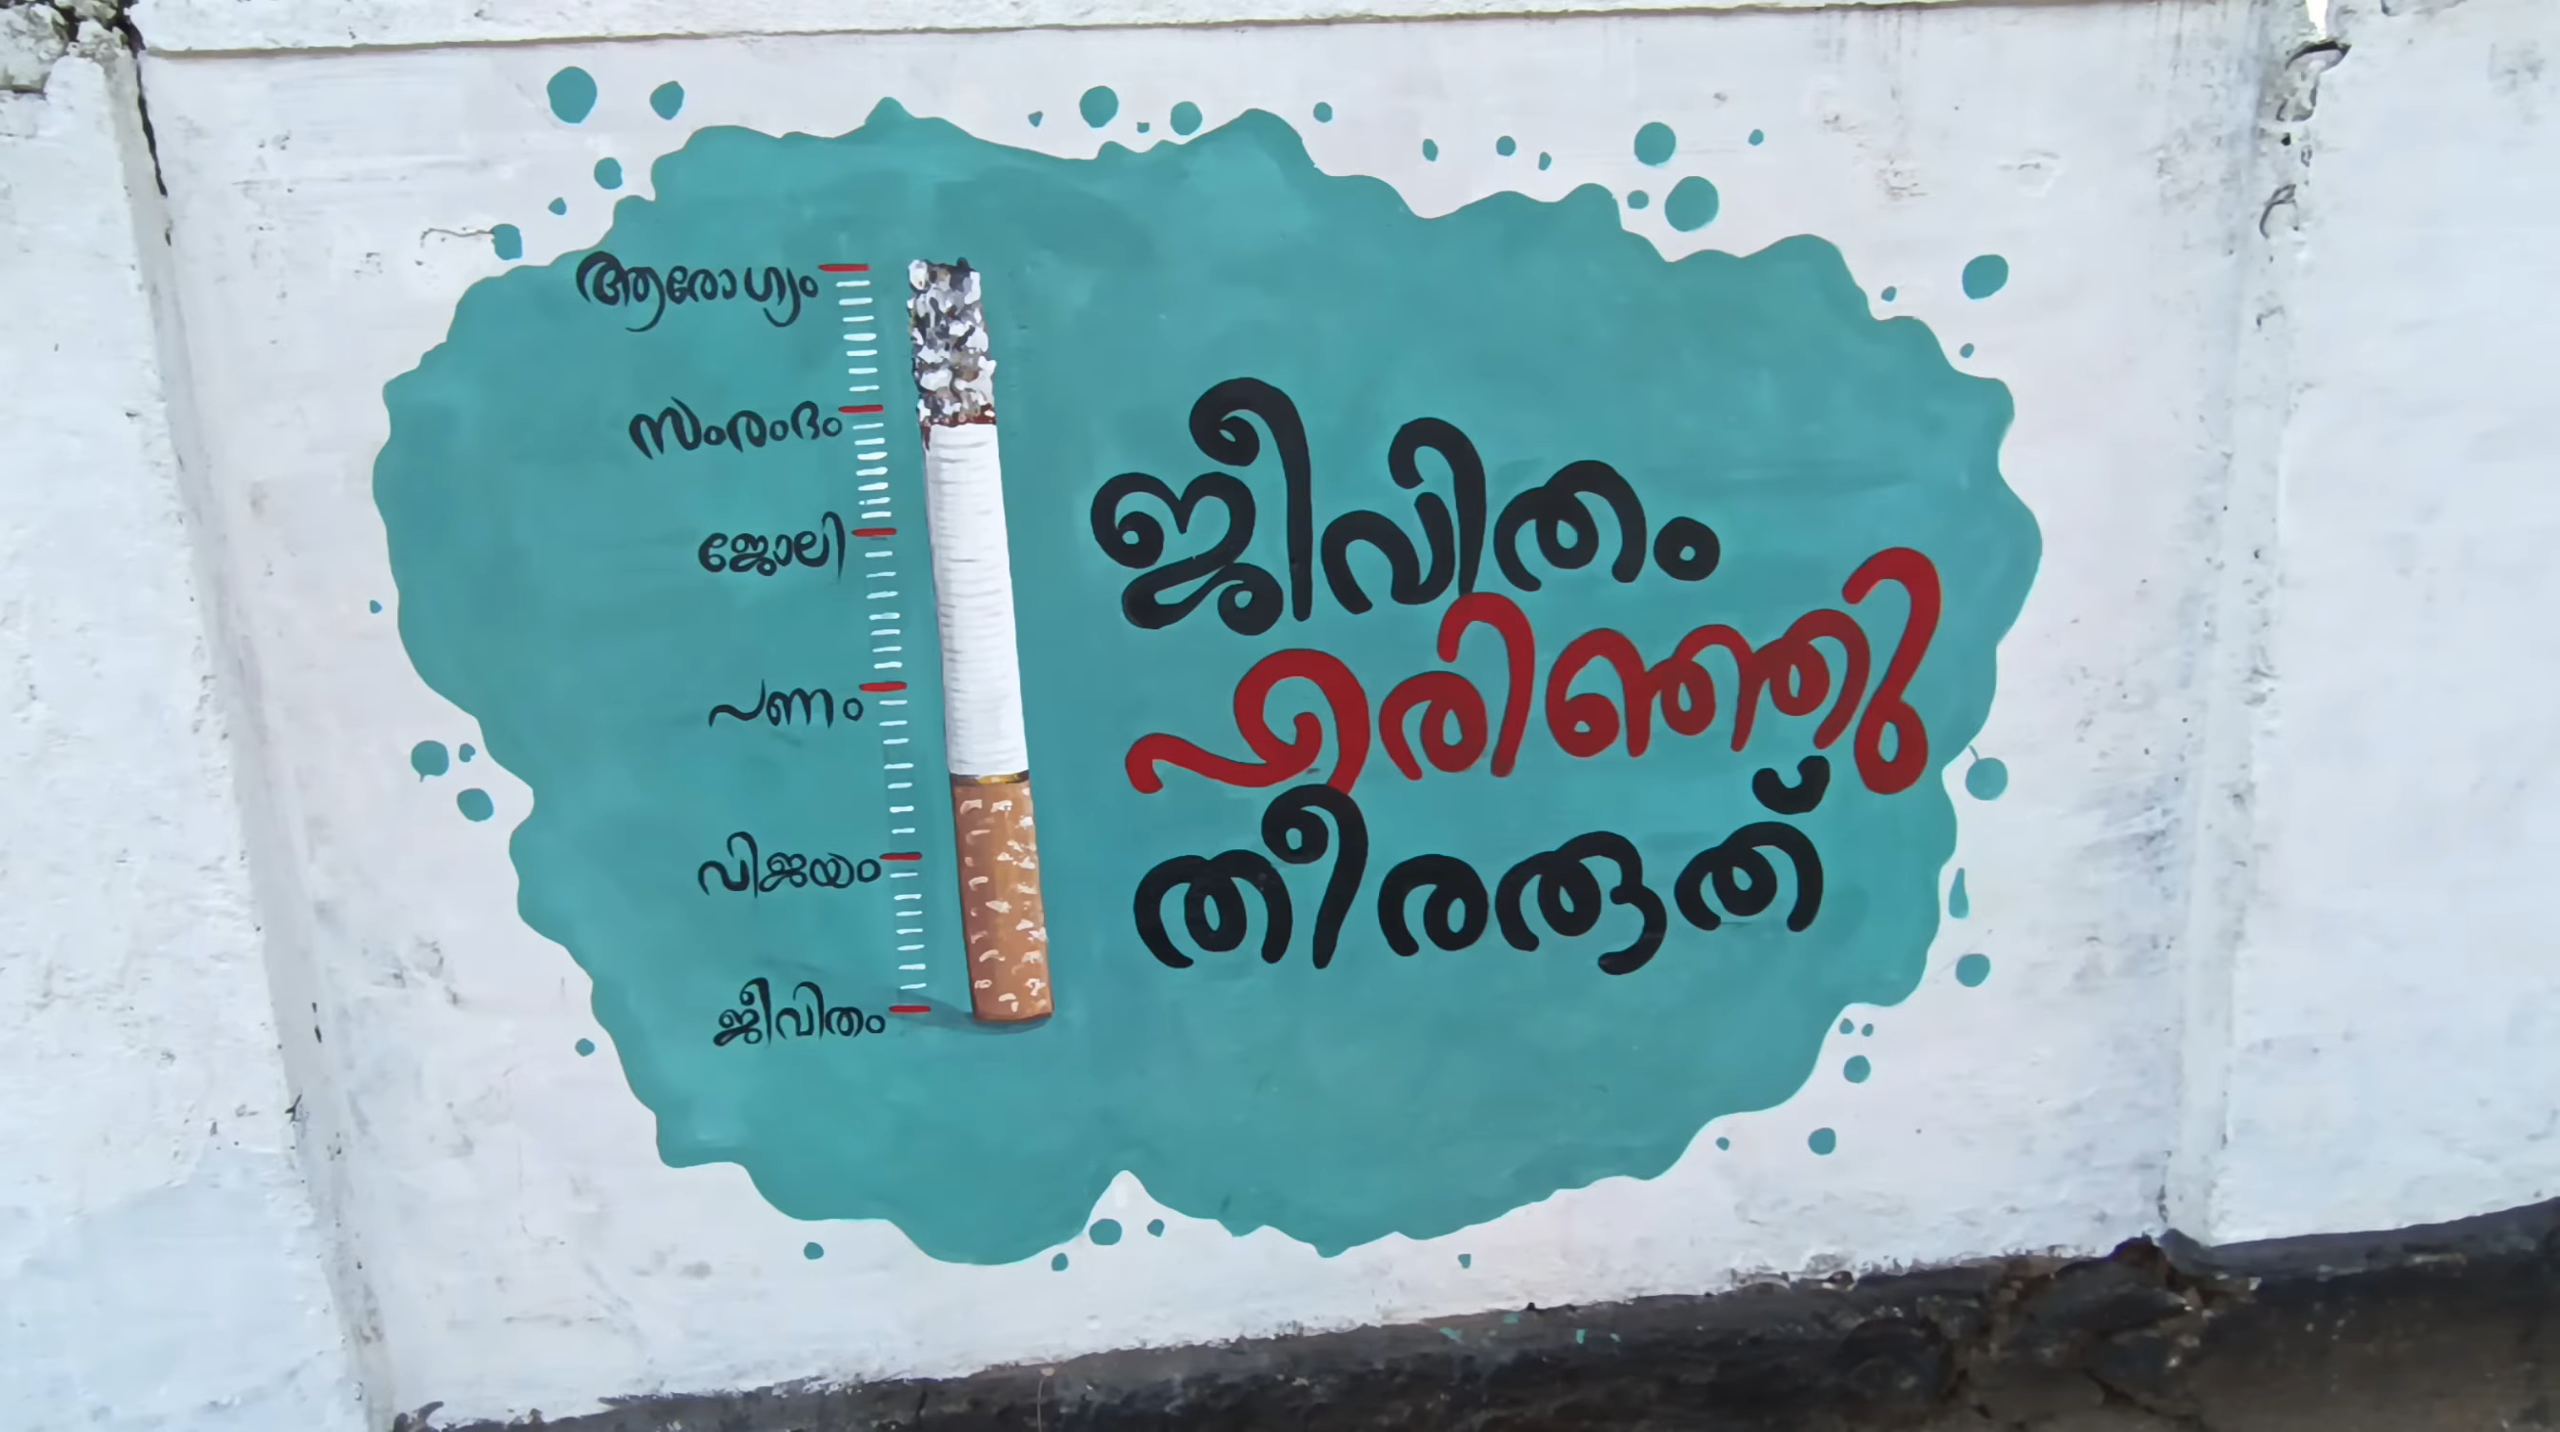 ആരോഗ്യം
സംരംദം
ജോലി
പണം
വിജയം
ജീവിതം
ജീവിതം
എരിഞ്ഞു
തീരരുത്